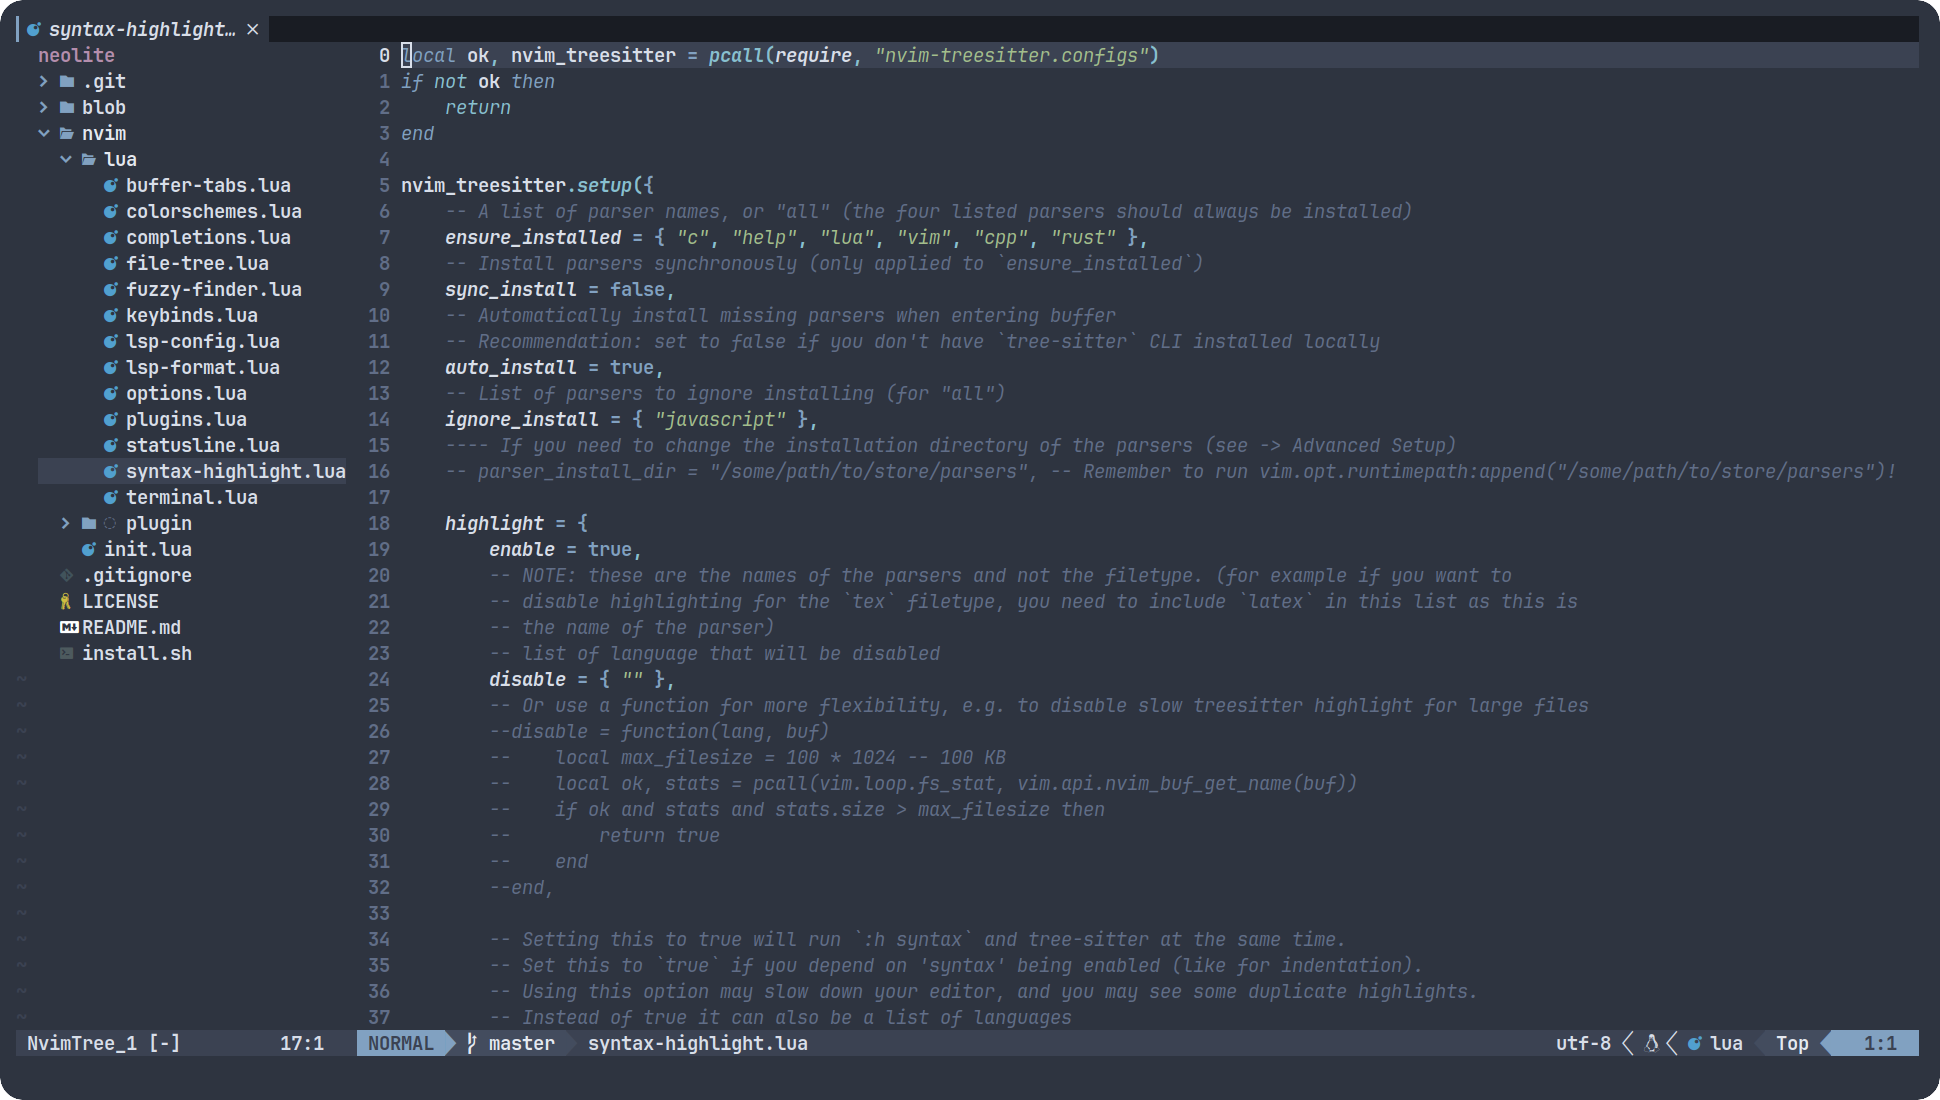 syntax-highlight…
neolite
.git
blob
nvim
lua
buffer-tabs.lua
colorschemes.lua
completions.lua
file-tree.lua
fuzzy-finder.lua
keybinds.lua
lsp-config.lua
lsp-format.lua
options.lua
plugins.lua
statusline.lua
syntax-highlight.lua
terminal.lua
plugin
init.lua
.gitignore
LICENSE
README.md
install.sh
0 local ok, nvim_treesitter = pcall(require, "nvim-treesitter.configs")
1 if not ok then
2     return
3 end
4
5 nvim_treesitter.setup({
6     -- A list of parser names, or "all" (the four listed parsers should always be installed)
7     ensure_installed = { "c", "help", "lua", "vim", "cpp", "rust" },
8     -- Install parsers synchronously (only applied to `ensure_installed`)
9     sync_install = false,
10     -- Automatically install missing parsers when entering buffer
11     -- Recommendation: set to false if you don't have `tree-sitter` CLI installed locally
12     auto_install = true,
13     -- List of parsers to ignore installing (for "all")
14     ignore_install = { "javascript" },
15     ---- If you need to change the installation directory of the parsers (see -> Advanced Setup)
16     -- parser_install_dir = "/some/path/to/store/parsers", -- Remember to run vim.opt.runtimepath:append("/some/path/to/store/parsers")!
17
18     highlight = {
19         enable = true,
20         -- NOTE: these are the names of the parsers and not the filetype. (for example if you want to
21         -- disable highlighting for the `tex` filetype, you need to include `latex` in this list as this is
22         -- the name of the parser)
23         -- list of language that will be disabled
24         disable = { "" },
25         -- Or use a function for more flexibility, e.g. to disable slow treesitter highlight for large files
26         --disable = function(lang, buf)
27         --    local max_filesize = 100 * 1024 -- 100 KB
28         --    local ok, stats = pcall(vim.loop.fs_stat, vim.api.nvim_buf_get_name(buf))
29         --    if ok and stats and stats.size > max_filesize then
30         --        return true
31         --    end
32         --end,
33
34         -- Setting this to true will run `:h syntax` and tree-sitter at the same time.
35         -- Set this to `true` if you depend on 'syntax' being enabled (like for indentation).
36         -- Using this option may slow down your editor, and you may see some duplicate highlights.
37         -- Instead of true it can also be a list of languages
NvimTree_1 [-] 17:1 NORMAL master syntax-highlight.lua utf-8 lua Top 1:1